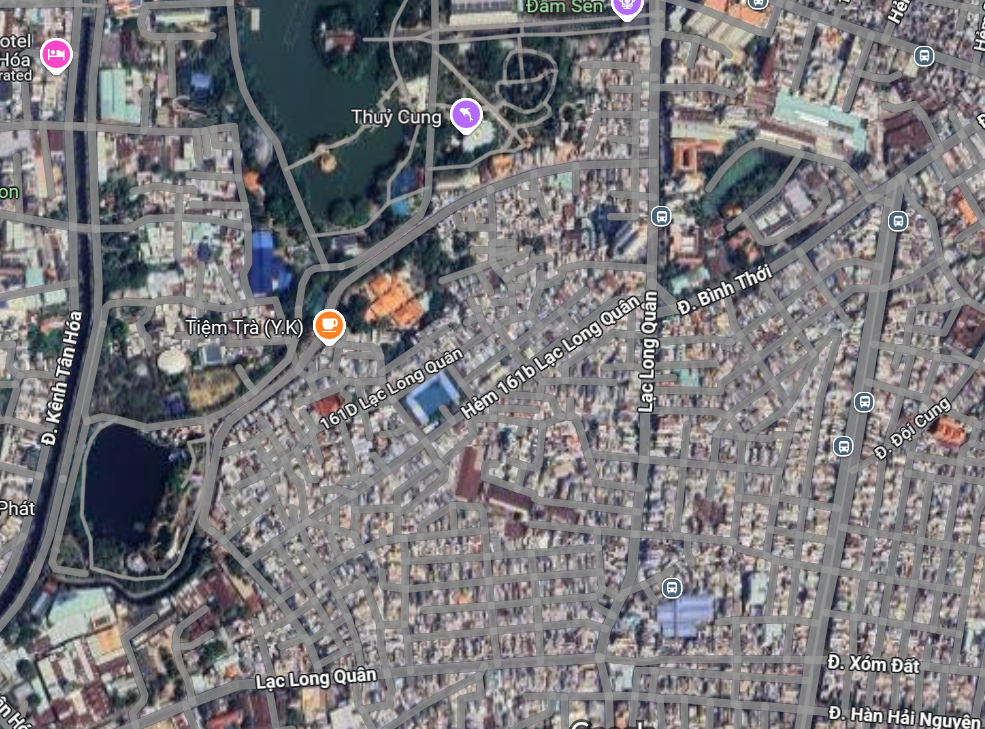 Đầm Sen
otel
Hóa
rated
Thuỷ Cung
on
Đ. Bình Thới
Tiệm Trà (Y.K)
Đ. Kênh Tân Hóa
Lạc Long Quân
161D Lạc Long Quân
Hẻm 161b Lạc Long Quân
Đ. Đội Cung
Phát
Đ. Xóm Đất
Lạc Long Quân
Đ. Hàn Hải Nguyên